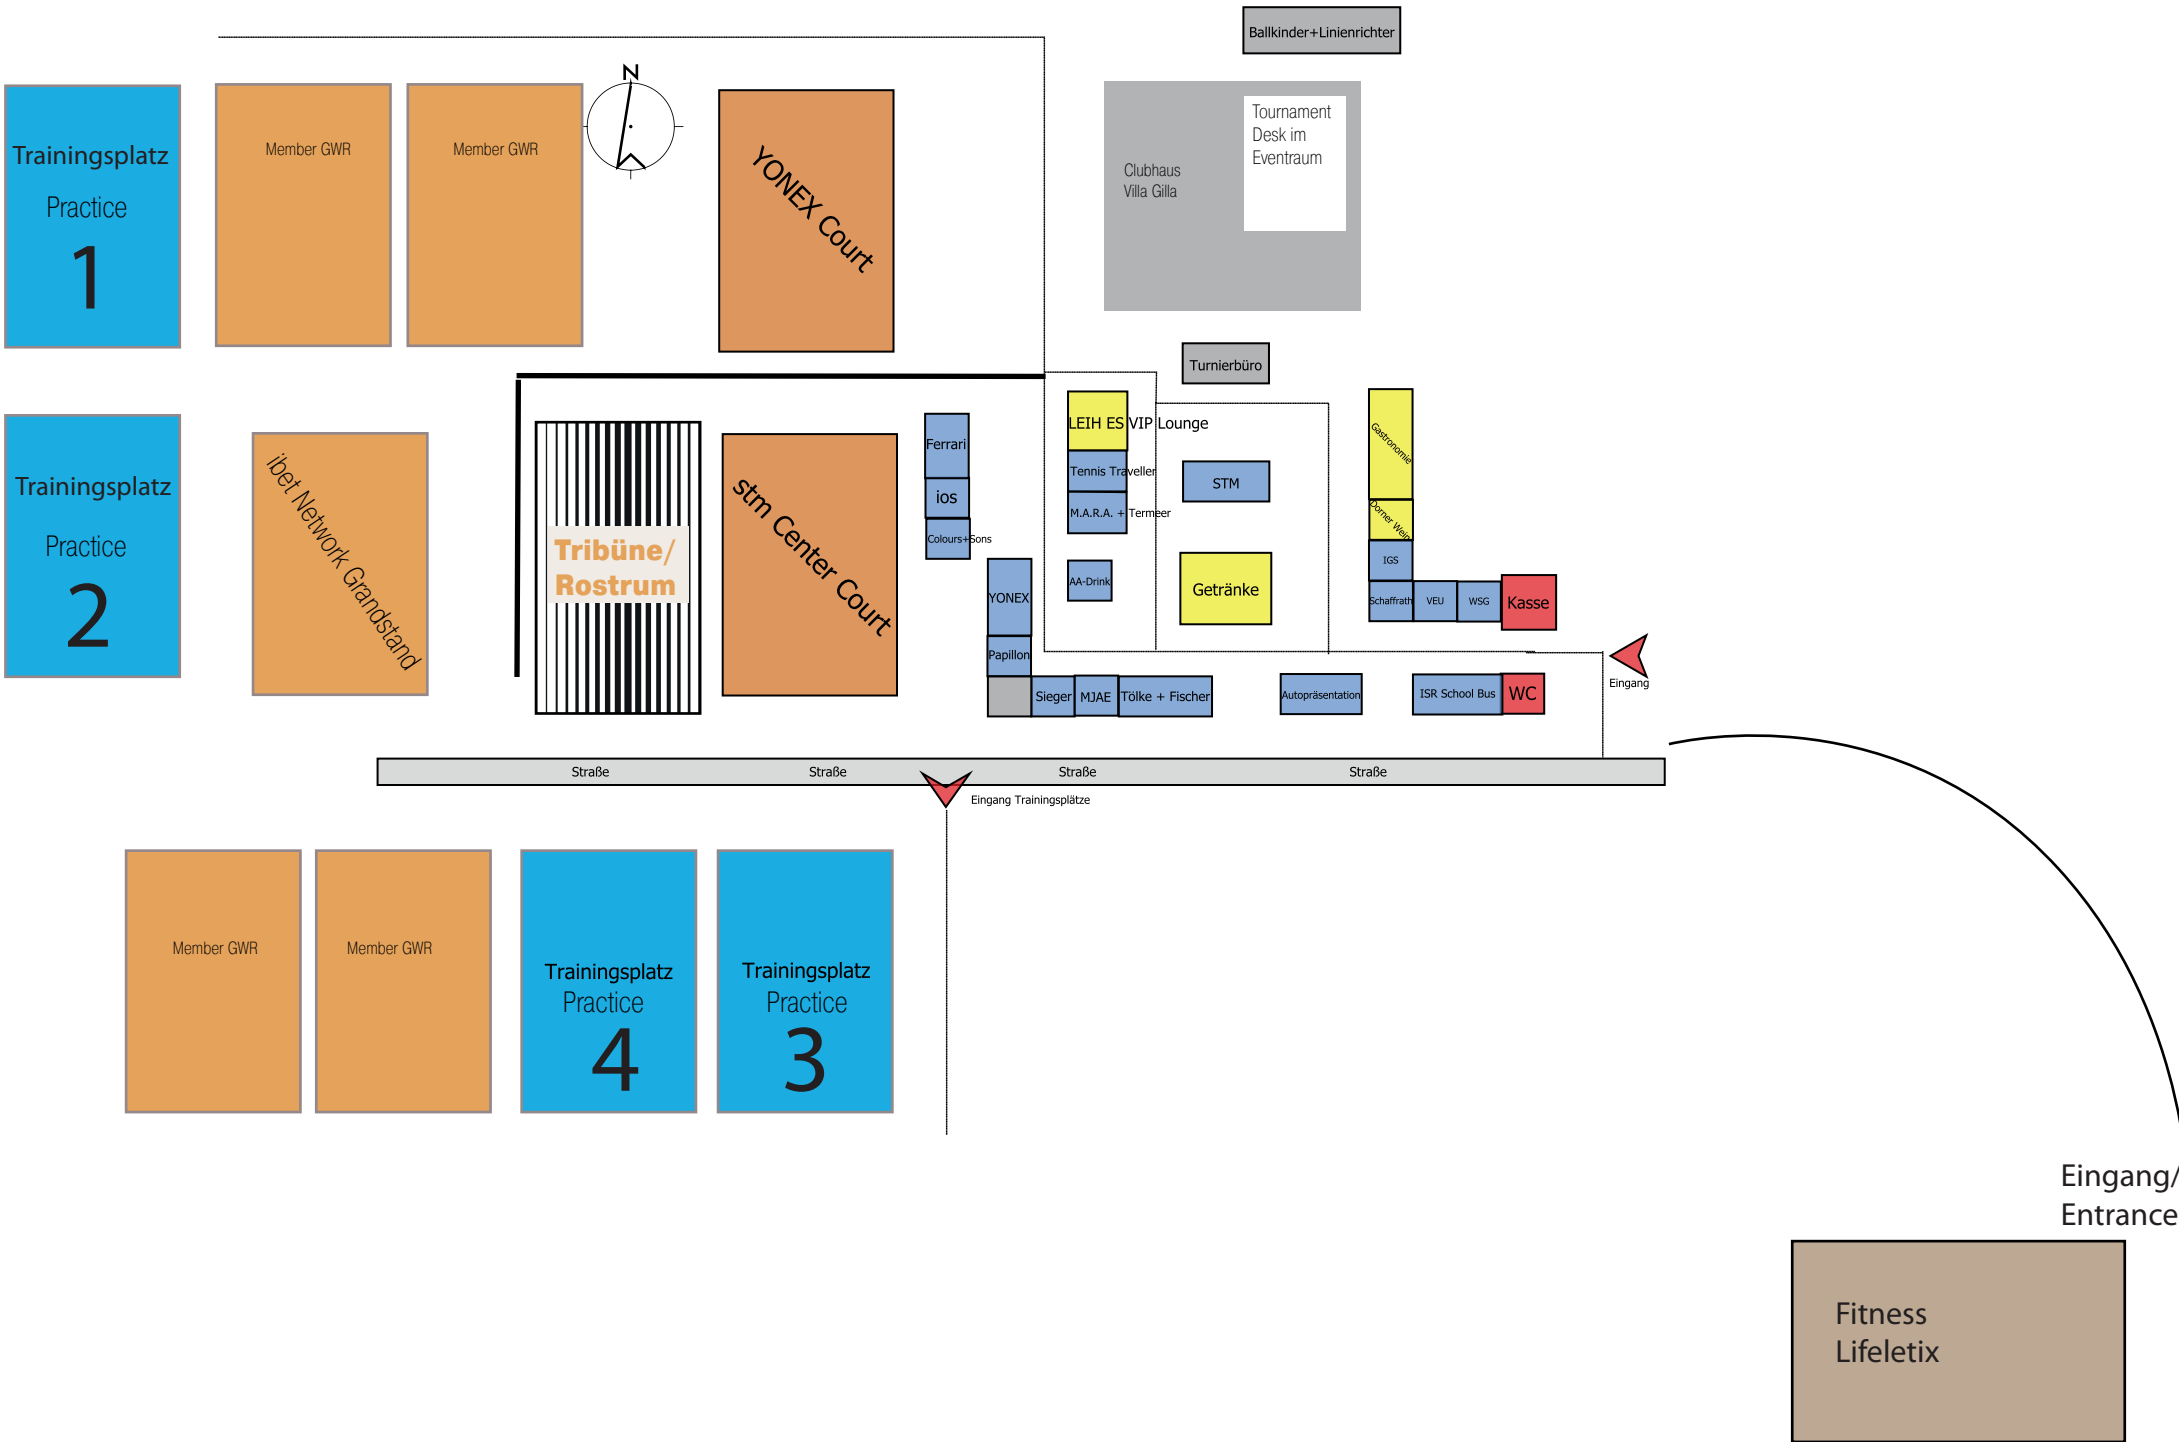 Ballkinder+Linienrichter
N
Trainingsplatz
Practice
1
Member GWR
Member GWR
YONEX Court
Clubhaus
Villa Gilla
Tournament
Desk im
Eventraum
Turnierbüro
Trainingsplatz
Practice
2
ibet Network Grandstand
Tribüne/
Rostrum
stm Center Court
Ferrari
ios
Colours+Sons
LEIH ES VIP Lounge
Tennis Traveller
M.A.R.A. + Termeer
AA-Drink
STM
Getränke
Gastronomie
Dorner Wein
IGS
Schaffrath
VEU
WSG
Kasse
YONEX
Papillon
Sieger
MJAE
Tölke + Fischer
Autopräsentation
ISR School Bus
WC
Eingang
Straße
Straße
Straße
Straße
Eingang Trainingsplätze
Member GWR
Member GWR
Trainingsplatz
Practice
4
Trainingsplatz
Practice
3
Eingang/
Entrance
Fitness
Lifeletix